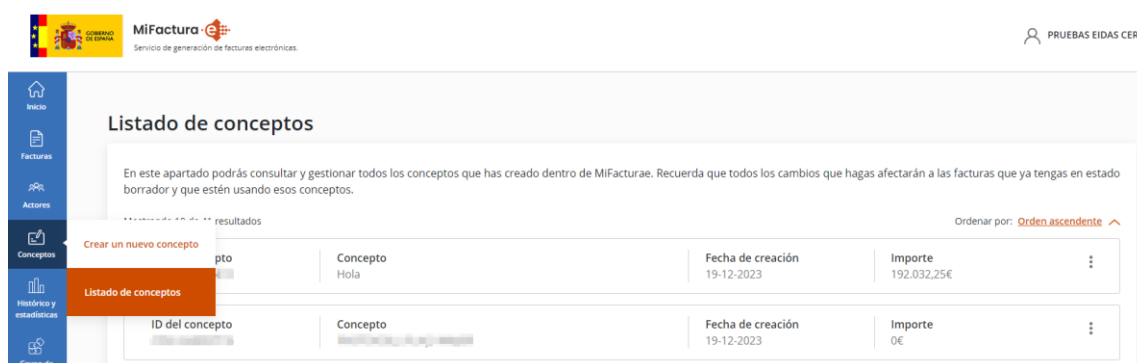 GOBIERNO
DE ESPAÑA
MiFactura·e
Servicio de generación de facturas electrónicas.
PRUEBAS EIDAS CER
Inicio
Facturas
Actores
Conceptos
Histórico y
estadísticas
Listado de conceptos
En este apartado podrás consultar y gestionar todos los conceptos que has creado dentro de MiFacturae. Recuerda que todos los cambios que hagas afectarán a las facturas que ya tengas en estado
borrador y que estén usando esos conceptos.
resultados
Ordenar por: Orden ascendente
Crear un nuevo concepto
Listado de conceptos
pto
Concepto
Hola
Fecha de creación
19-12-2023
Importe
192.032,25€
ID del concepto
Concepto
Fecha de creación
19-12-2023
Importe
0€